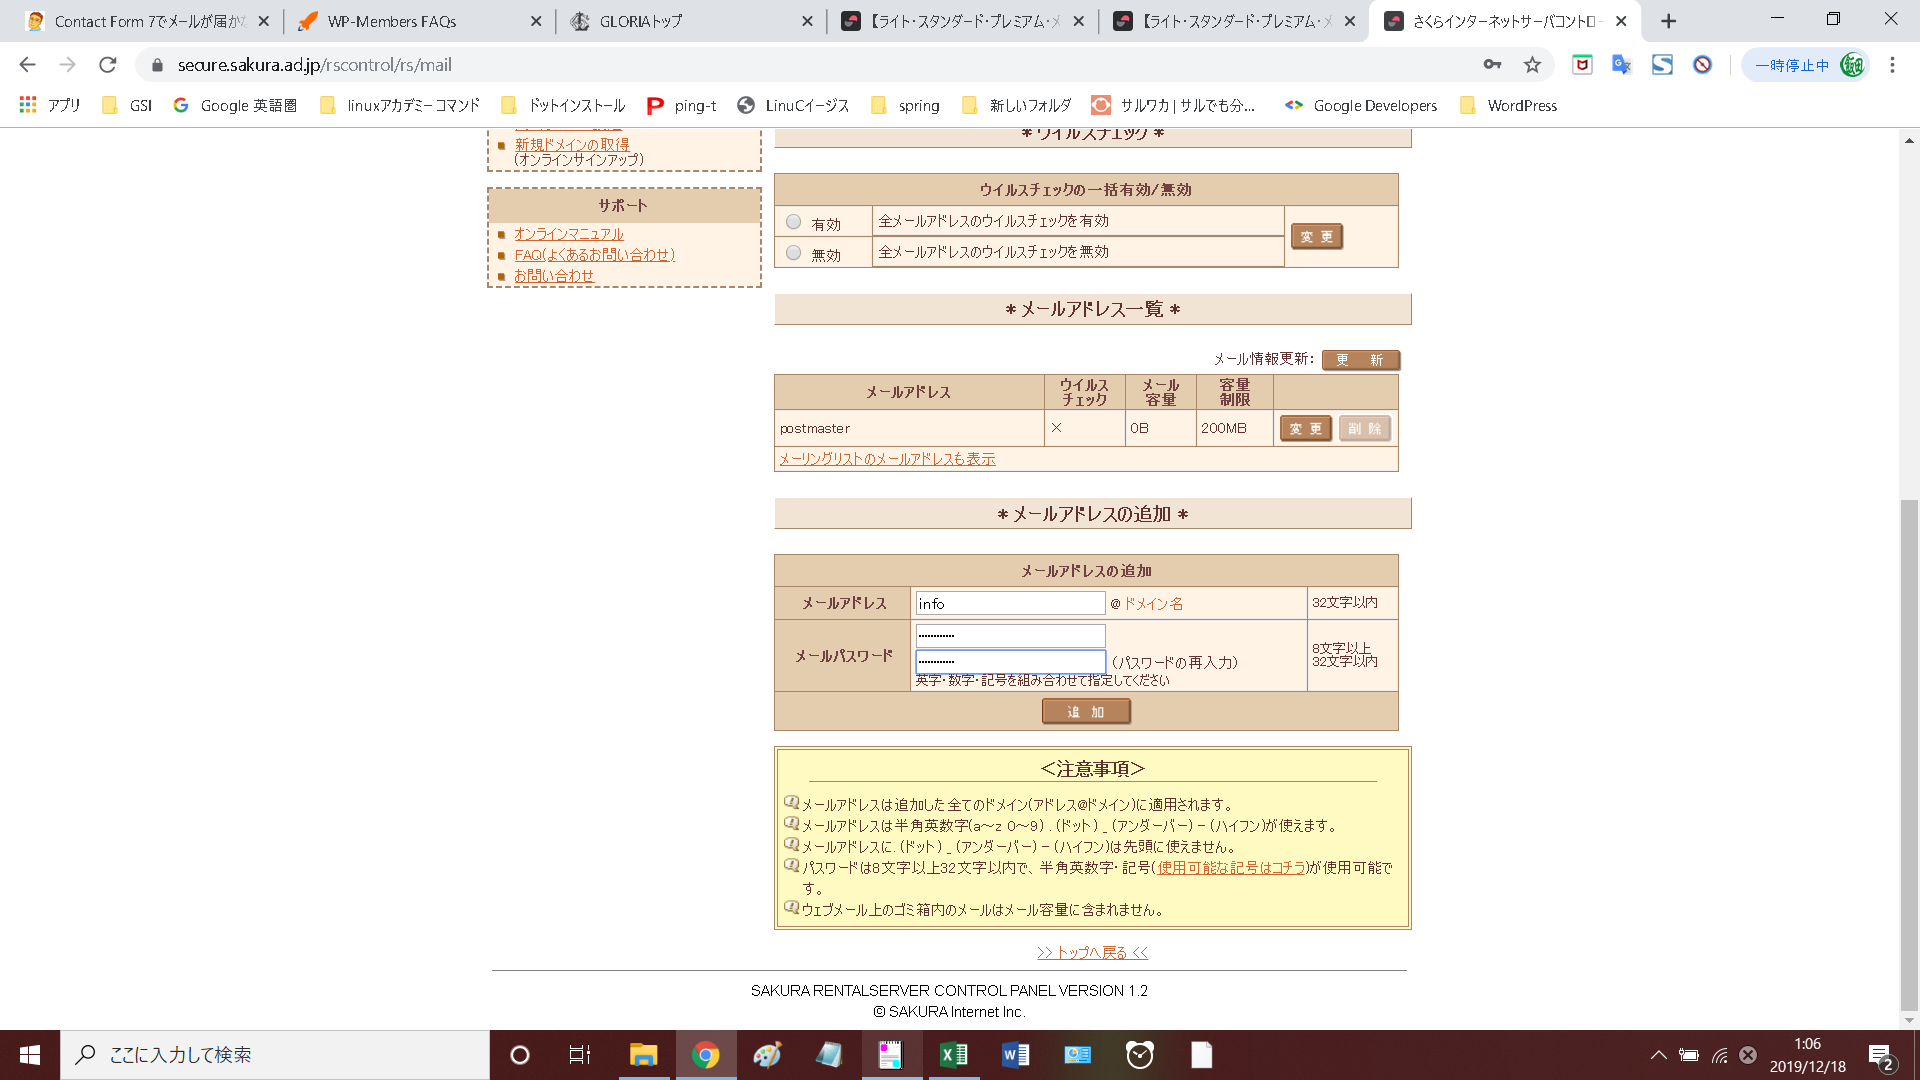 Contact Form 7でメールが届かな
WP-Members FAQs
GLORIAトップ
【ライト・スタンダード・プレミアム・メ
【ライト・スタンダード・プレミアム・メ
さくらインターネットサーバコントロー
secure.sakura.ad.jp/rscontrol/rs/mail
一時停止中
アプリ
GSI
Google 英語圏
linuxアカデミーコマンド
ドットインストール
ping-t
LinuCイージス
spring
新しいフォルダ
サルワカ | サルでも分...
Google Developers
WordPress
新規ドメインの取得
(オンラインサインアップ)
サポート
オンラインマニュアル
FAQ(よくあるお問い合わせ)
お問い合わせ
* ウイルスチェック *
ウイルスチェックの一括有効/無効
有効 全メールアドレスのウイルスチェックを有効
変 更
無効 全メールアドレスのウイルスチェックを無効
* メールアドレス一覧 *
メール情報更新: 更 新
メールアドレス ウイルスチェック メール容量 容量制限
postmaster × 0B 200MB 変 更 削 除
メーリングリストのメールアドレスも表示
* メールアドレスの追加 *
メールアドレスの追加
メールアドレス info @ ドメイン名 32文字以内
メールパスワード ············
············ (パスワードの再入力)
8文字以上
32文字以内
英字・数字・記号を組み合わせて指定してください
追 加
＜注意事項＞
メールアドレスは追加した全てのドメイン(アドレス@ドメイン)に適用されます。
メールアドレスは半角英数字(a～z 0～9) . (ドット) _ (アンダーバー) - (ハイフン)が使えます。
メールアドレスに. (ドット) _ (アンダーバー) - (ハイフン)は先頭に使えません。
パスワードは8文字以上32文字以内で、半角英数字・記号(使用可能な記号はコチラ)が使用可能で
す。
ウェブメール上のゴミ箱内のメールはメール容量に含まれません。
>> トップへ戻る <<
SAKURA RENTALSERVER CONTROL PANEL VERSION 1.2
© SAKURA Internet Inc.
ここに入力して検索
1:06
2019/12/18
2